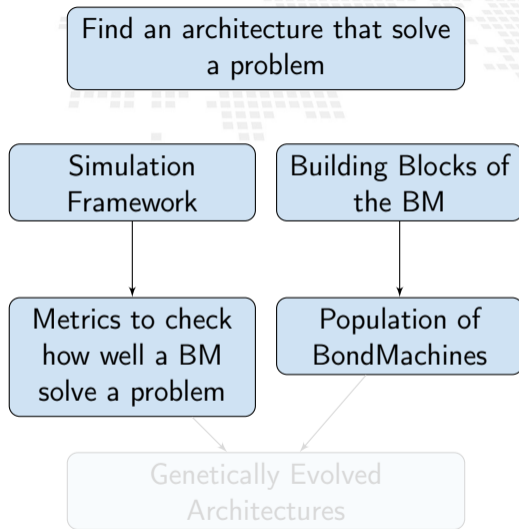 Find an architecture that solve
a problem
Simulation
Framework
Building Blocks of
the BM
Metrics to check
how well a BM
solve a problem
Population of
BondMachines
Genetically Evolved
Architectures